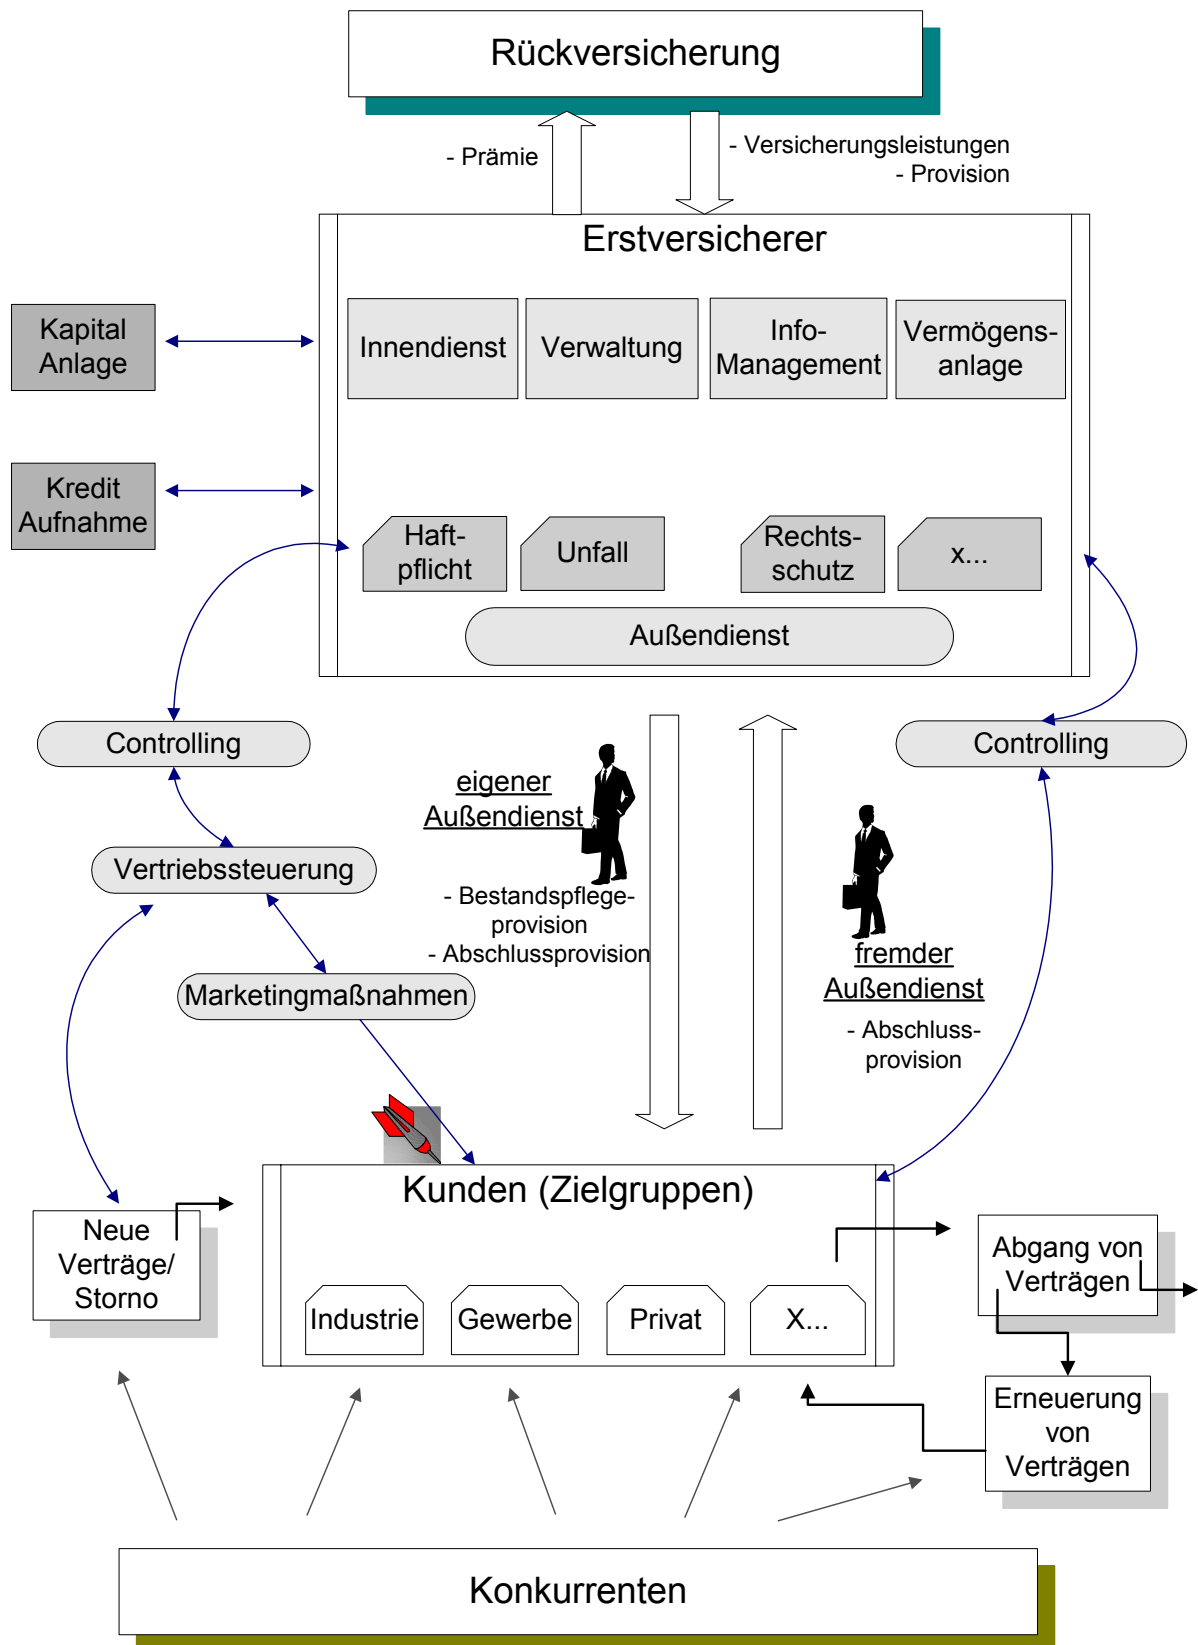 Rückversicherung
- Prämie
- Versicherungsleistungen
- Provision
Erstversicherer
Kapital
Anlage
Innendienst
Verwaltung
Info-
Management
Vermögens-
anlage
Kredit
Aufnahme
Haft-
pflicht
Unfall
Rechts-
schutz
x...
Außendienst
Controlling
Controlling
eigener
Außendienst
Vertriebssteuerung
- Bestandspflege-
provision
- Abschlussprovision
fremder
Außendienst
- Abschluss-
provision
Marketingmaßnahmen
Kunden (Zielgruppen)
Neue
Verträge/
Storno
Industrie
Gewerbe
Privat
X...
Abgang von
Verträgen
Erneuerung
von
Verträgen
Konkurrenten